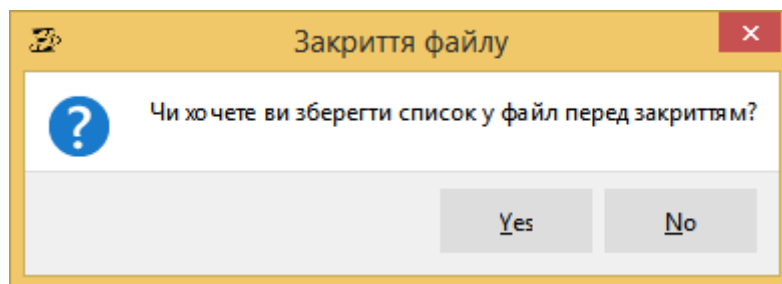 Закриття файлу
Чи хочете ви зберегти список у файл перед закриттям?
Yes
No